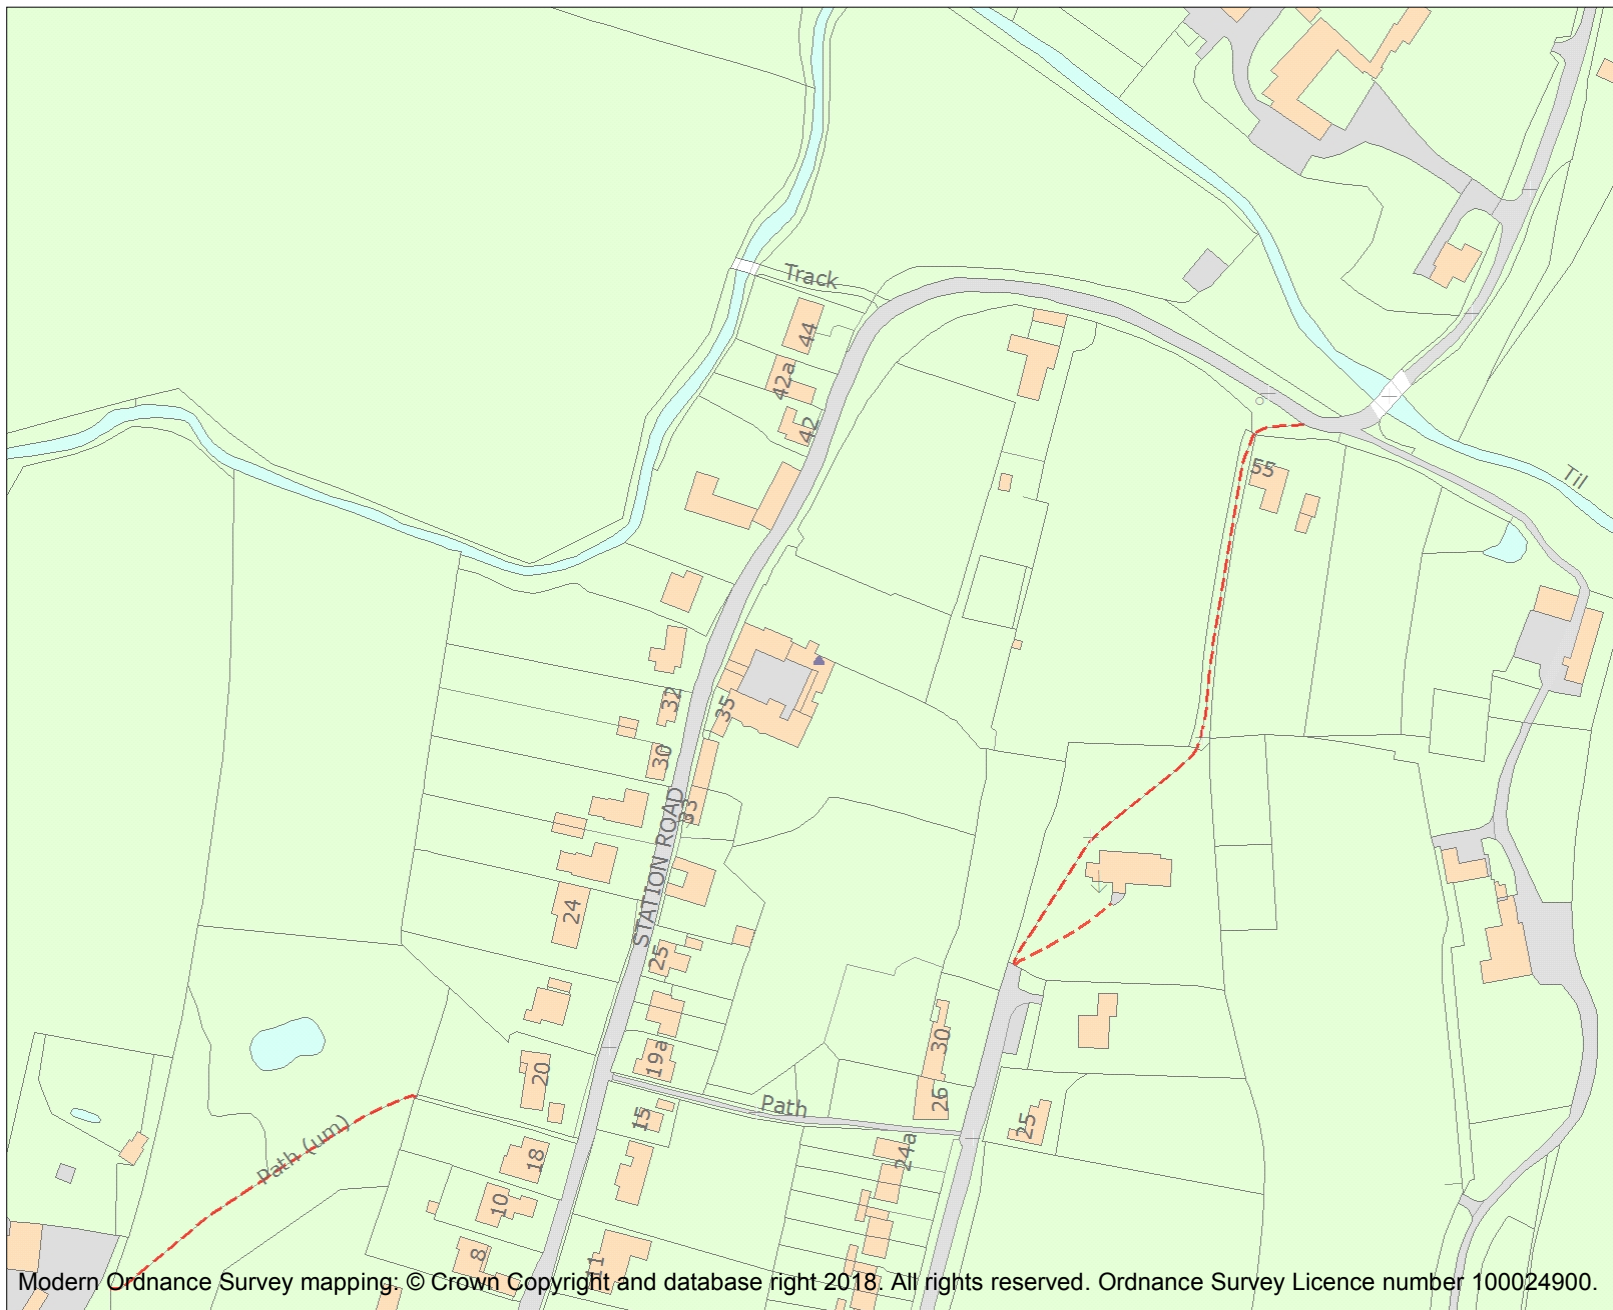 Track
44
42a
42
55
Til
32
35
30
33
STATION ROAD
24
25
30
19a
20
26
Path
15
25
Path (um)
24a
18
10
8
11
Modern Ordnance Survey mapping: © Crown Copyright and database right 2018. All rights reserved. Ordnance Survey Licence number 100024900.